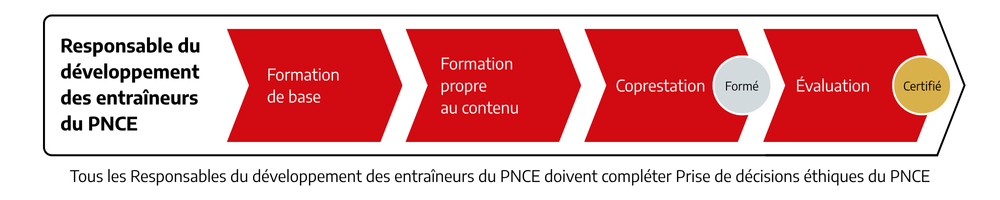 Responsable du
développement
des entraîneurs
du PNCE
Formation
de base
Formation
propre
au contenu
Coprestation
Formé
Évaluation
Certifié
Tous les Responsables du développement des entraîneurs du PNCE doivent compléter Prise de décisions éthiques du PNCE